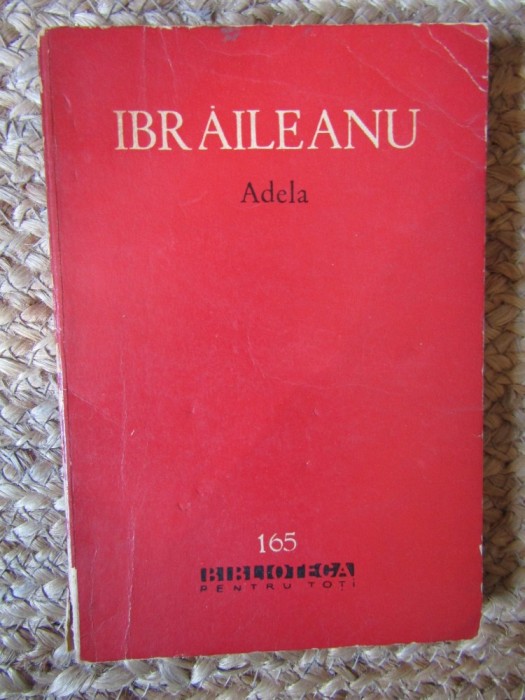 IBRĂILEANU
Adela
165
BIBLIOTECA
PENTRU TOȚI